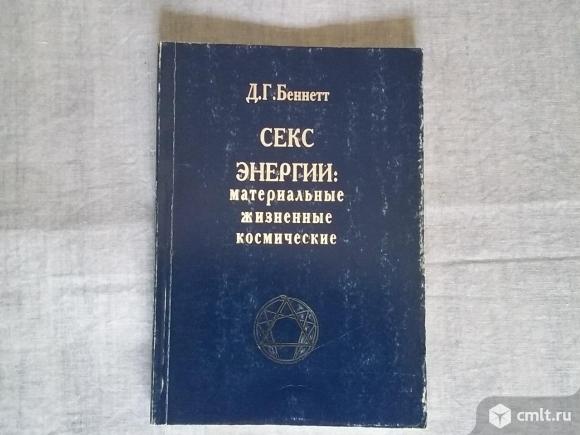 Д.Г.Беннетт
СЕКС
ЭНЕРГИИ:
материальные
жизненные
космические
cmlt.ru